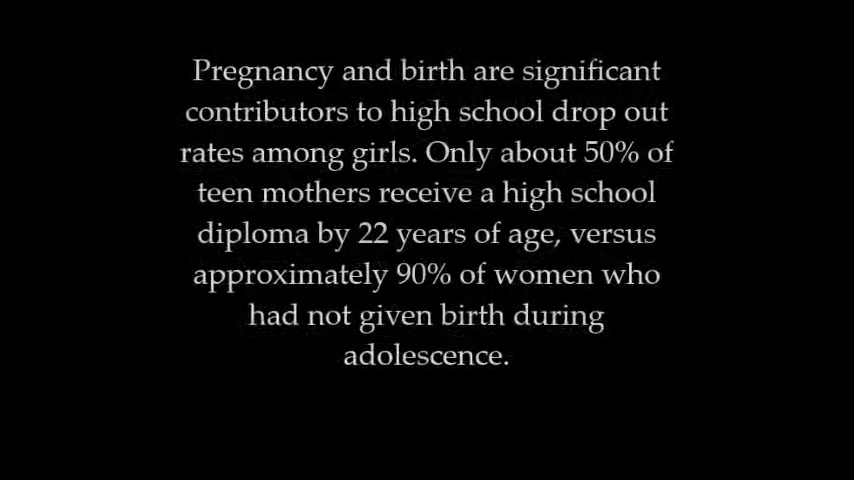 Pregnancy and birth are significant
contributors to high school drop out
rates among girls. Only about 50% of
teen mothers receive a high school
diploma by 22 years of age, versus
approximately 90% of women who
had not given birth during
adolescence.